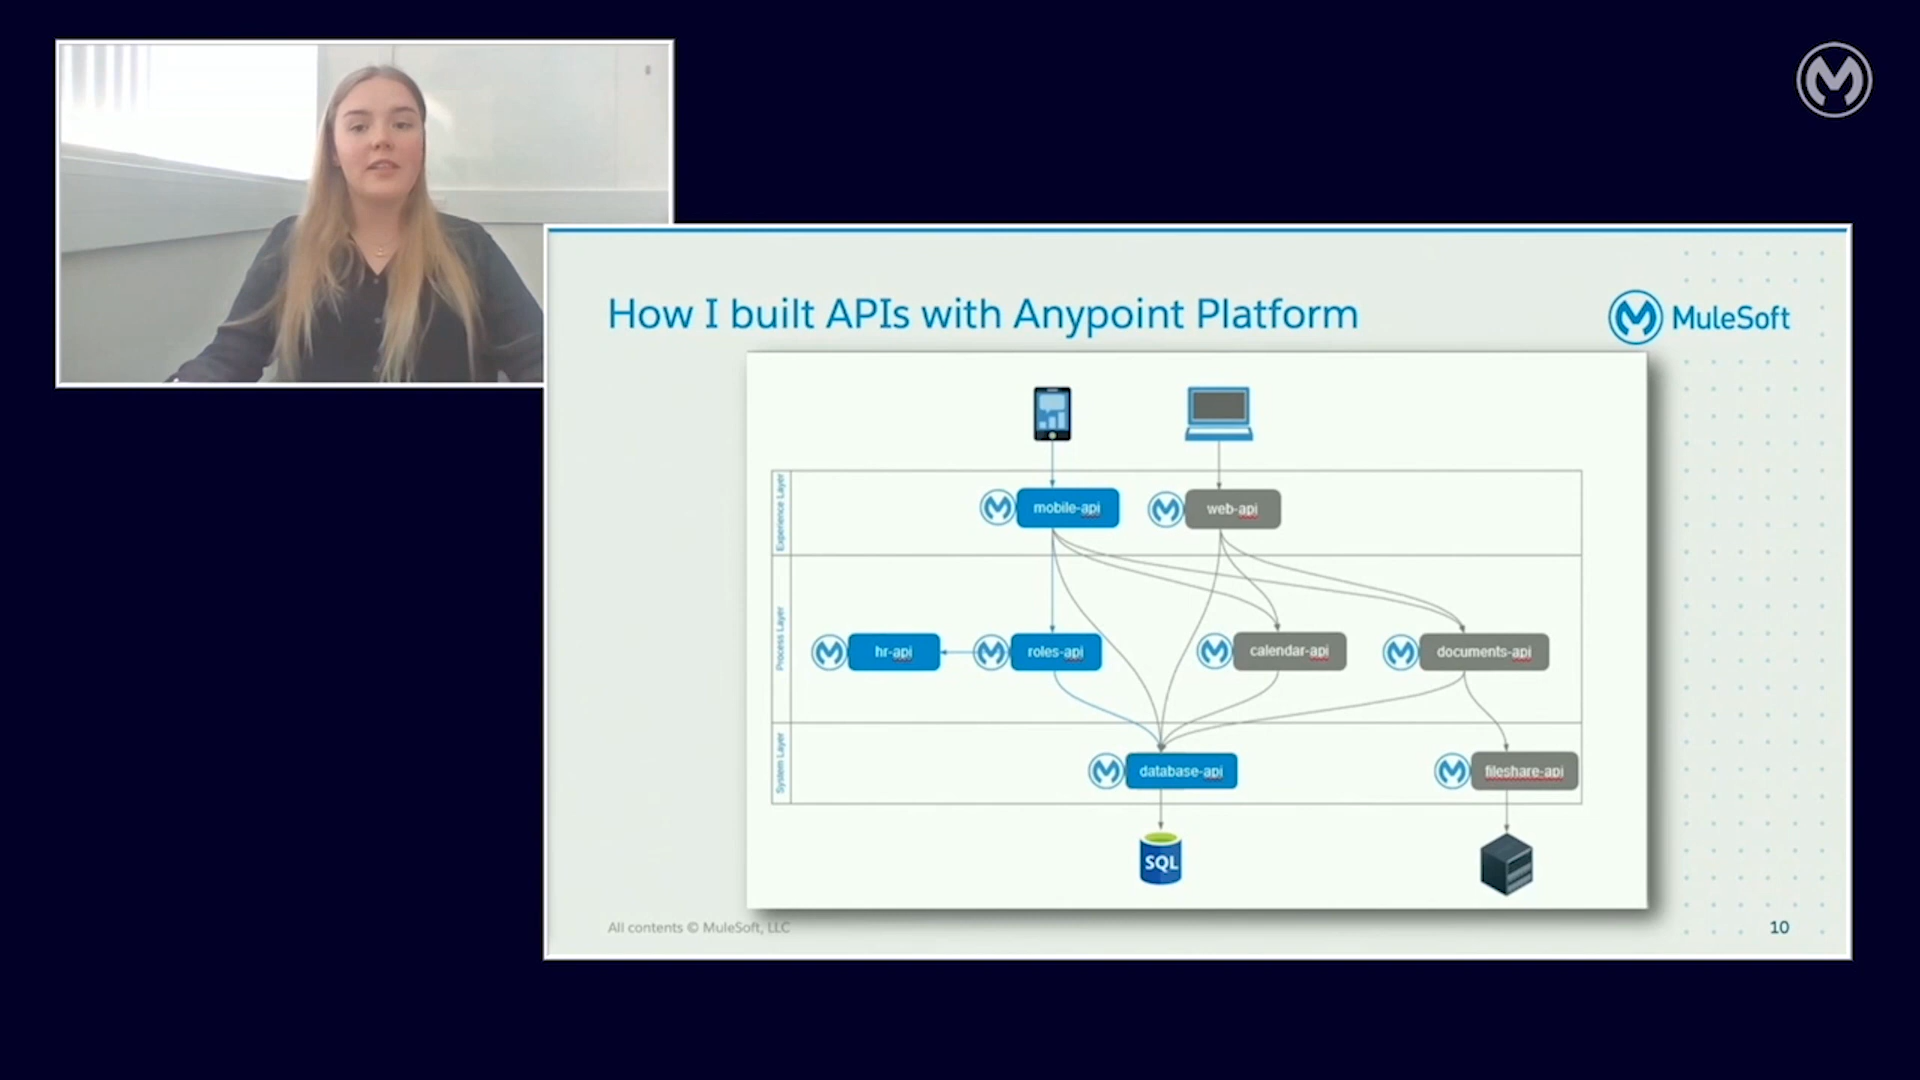 How I built APIs with Anypoint Platform
MuleSoft
Experience Layer
mobile-api
web-api
Process Layer
hr-api
roles-api
calendar-api
documents-api
System Layer
database-api
fileshare-api
SQL
All contents © MuleSoft, LLC
10